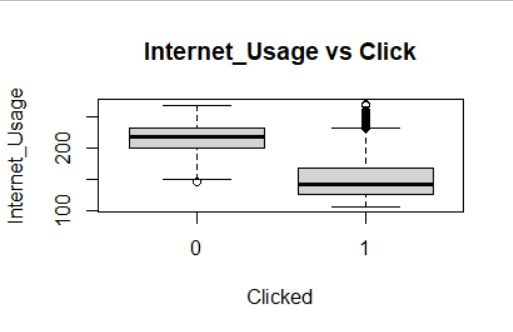 Internet_Usage vs Click
Internet_Usage
200
100
0
1
Clicked